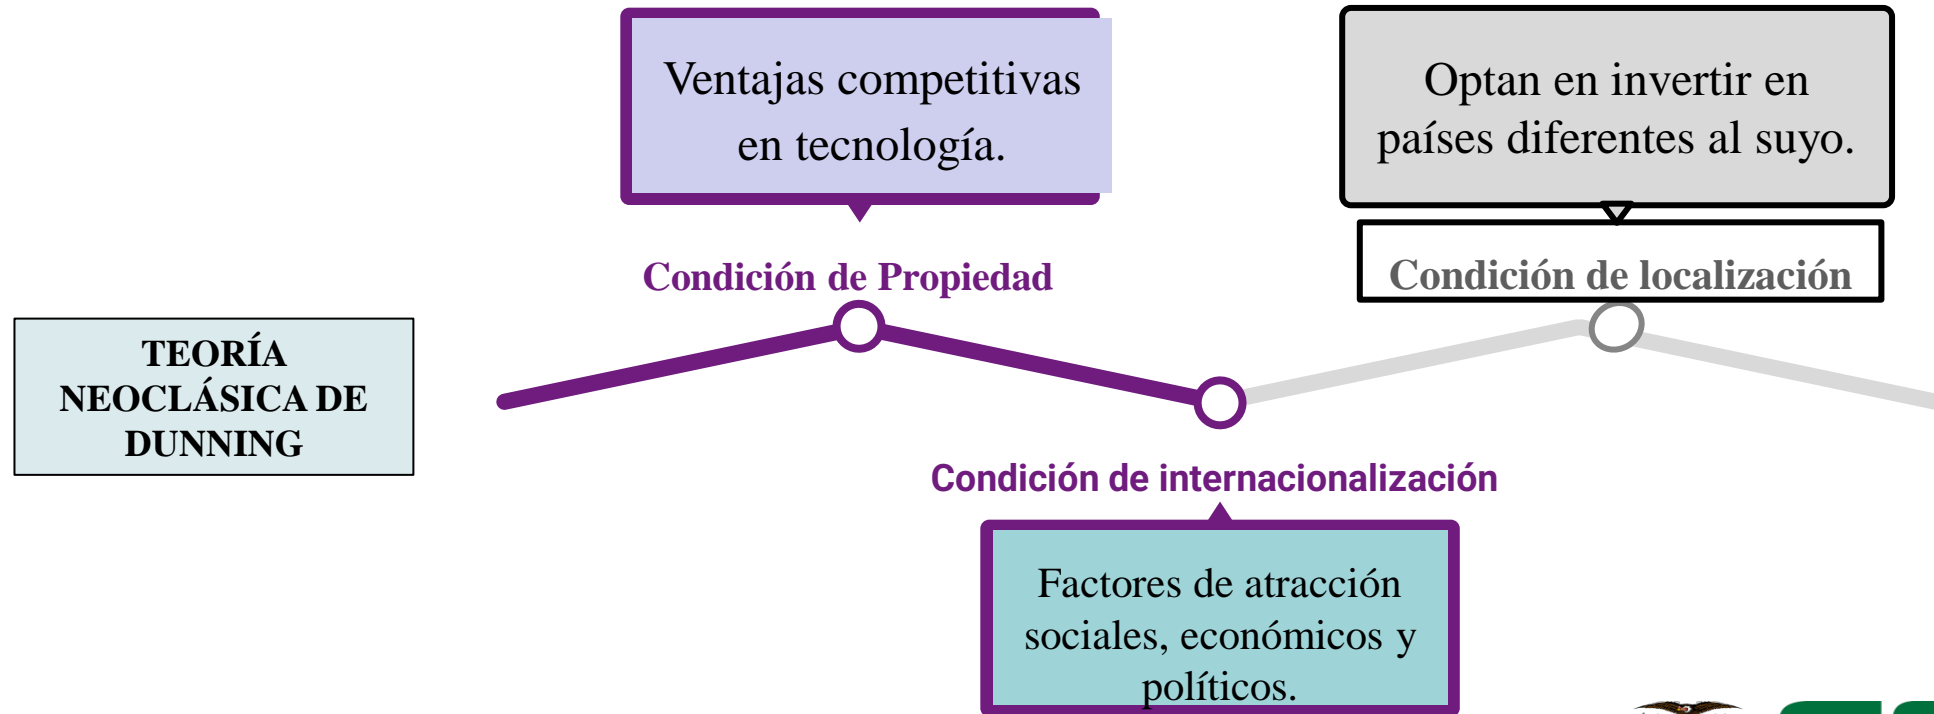 Ventajas competitivas
en tecnología.
Optan en invertir en
países diferentes al suyo.
Condición de Propiedad
Condición de localización
TEORÍA
NEOCLÁSICA DE
DUNNING
Condición de internacionalización
Factores de atracción
sociales, económicos y
políticos.